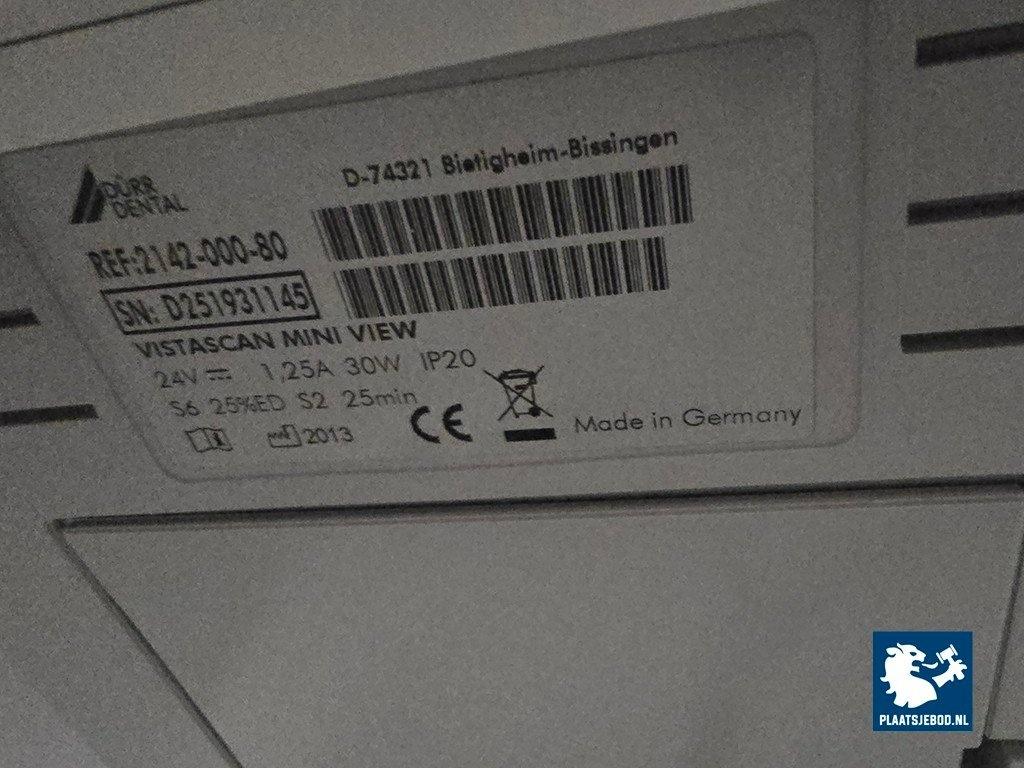 DÜRR
DENTAL
D-74321 Bietigheim-Bissingen
REF:2142-000-80
SN: D251931145
VISTASCAN MINI VIEW
24V 1,25A 30W IP20
S6 25%ED S2 25min
2013
CE
Made in Germany
PLAATSJEBOD.NL